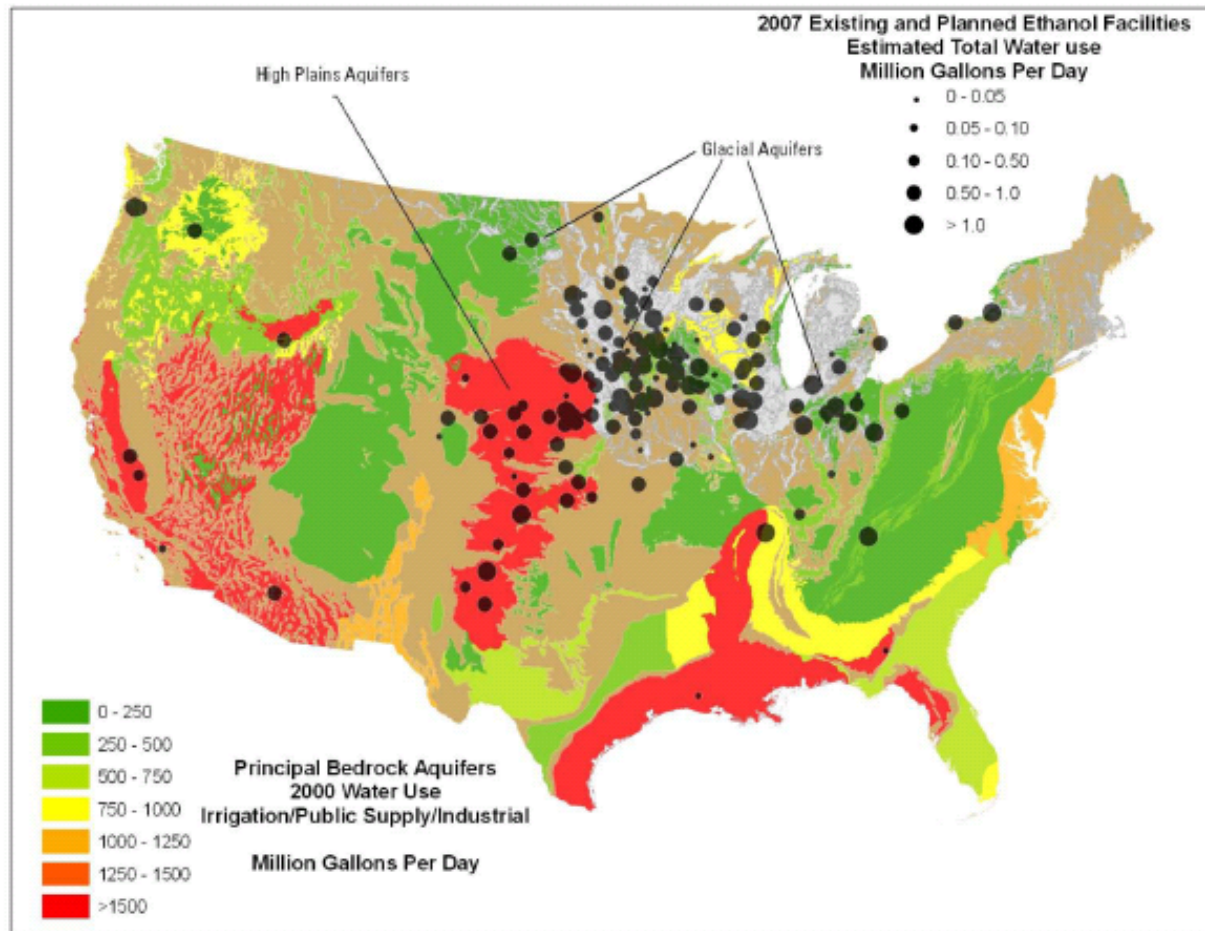 2007 Existing and Planned Ethanol Facilities
Estimated Total Water use
Million Gallons Per Day
0 - 0.05
0.05 - 0.10
0.10 - 0.50
0.50 - 1.0
> 1.0
High Plains Aquifers
Glacial Aquifers
0 - 250
250 - 500
500 - 750
750 - 1000
1000 - 1250
1250 - 1500
>1500
Principal Bedrock Aquifers
2000 Water Use
Irrigation/Public Supply/Industrial
Million Gallons Per Day